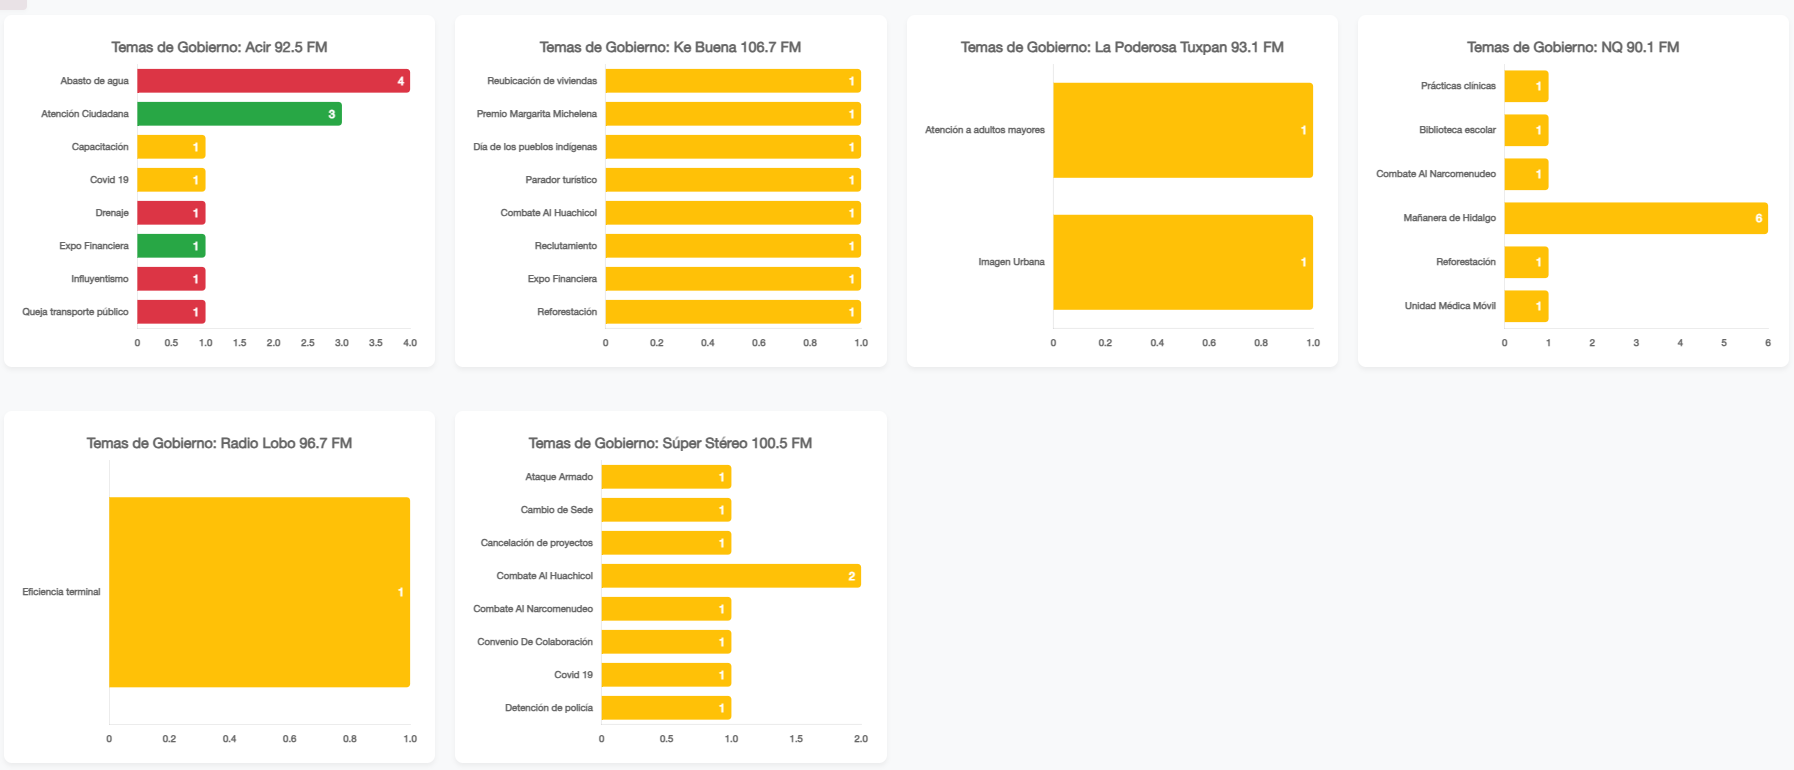 Temas de Gobierno: Acir 92.5 FM
Abasto de agua 4
Atención Ciudadana 3
Capacitación 1
Covid 19 1
Drenaje 1
Expo Financiera 1
Influyentismo 1
Queja transporte público 1
0 0.5 1.0 1.5 2.0 2.5 3.0 3.5 4.0
Temas de Gobierno: Ke Buena 106.7 FM
Reubicación de viviendas 1
Premio Margarita Michelena 1
Día de los pueblos indígenas 1
Parador turístico 1
Combate Al Huachicol 1
Reclutamiento 1
Expo Financiera 1
Reforestación 1
0 0.2 0.4 0.6 0.8 1.0
Temas de Gobierno: La Poderosa Tuxpan 93.1 FM
Atención a adultos mayores 1
Imagen Urbana 1
0 0.2 0.4 0.6 0.8 1.0
Temas de Gobierno: NQ 90.1 FM
Prácticas clínicas 1
Biblioteca escolar 1
Combate Al Narcomenudeo 1
Mañanera de Hidalgo 6
Reforestación 1
Unidad Médica Móvil 1
0 1 2 3 4 5 6
Temas de Gobierno: Radio Lobo 96.7 FM
Eficiencia terminal 1
0 0.2 0.4 0.6 0.8 1.0
Temas de Gobierno: Súper Stéreo 100.5 FM
Ataque Armado 1
Cambio de Sede 1
Cancelación de proyectos 1
Combate Al Huachicol 2
Combate Al Narcomenudeo 1
Convenio De Colaboración 1
Covid 19 1
Detención de policía 1
0 0.5 1.0 1.5 2.0